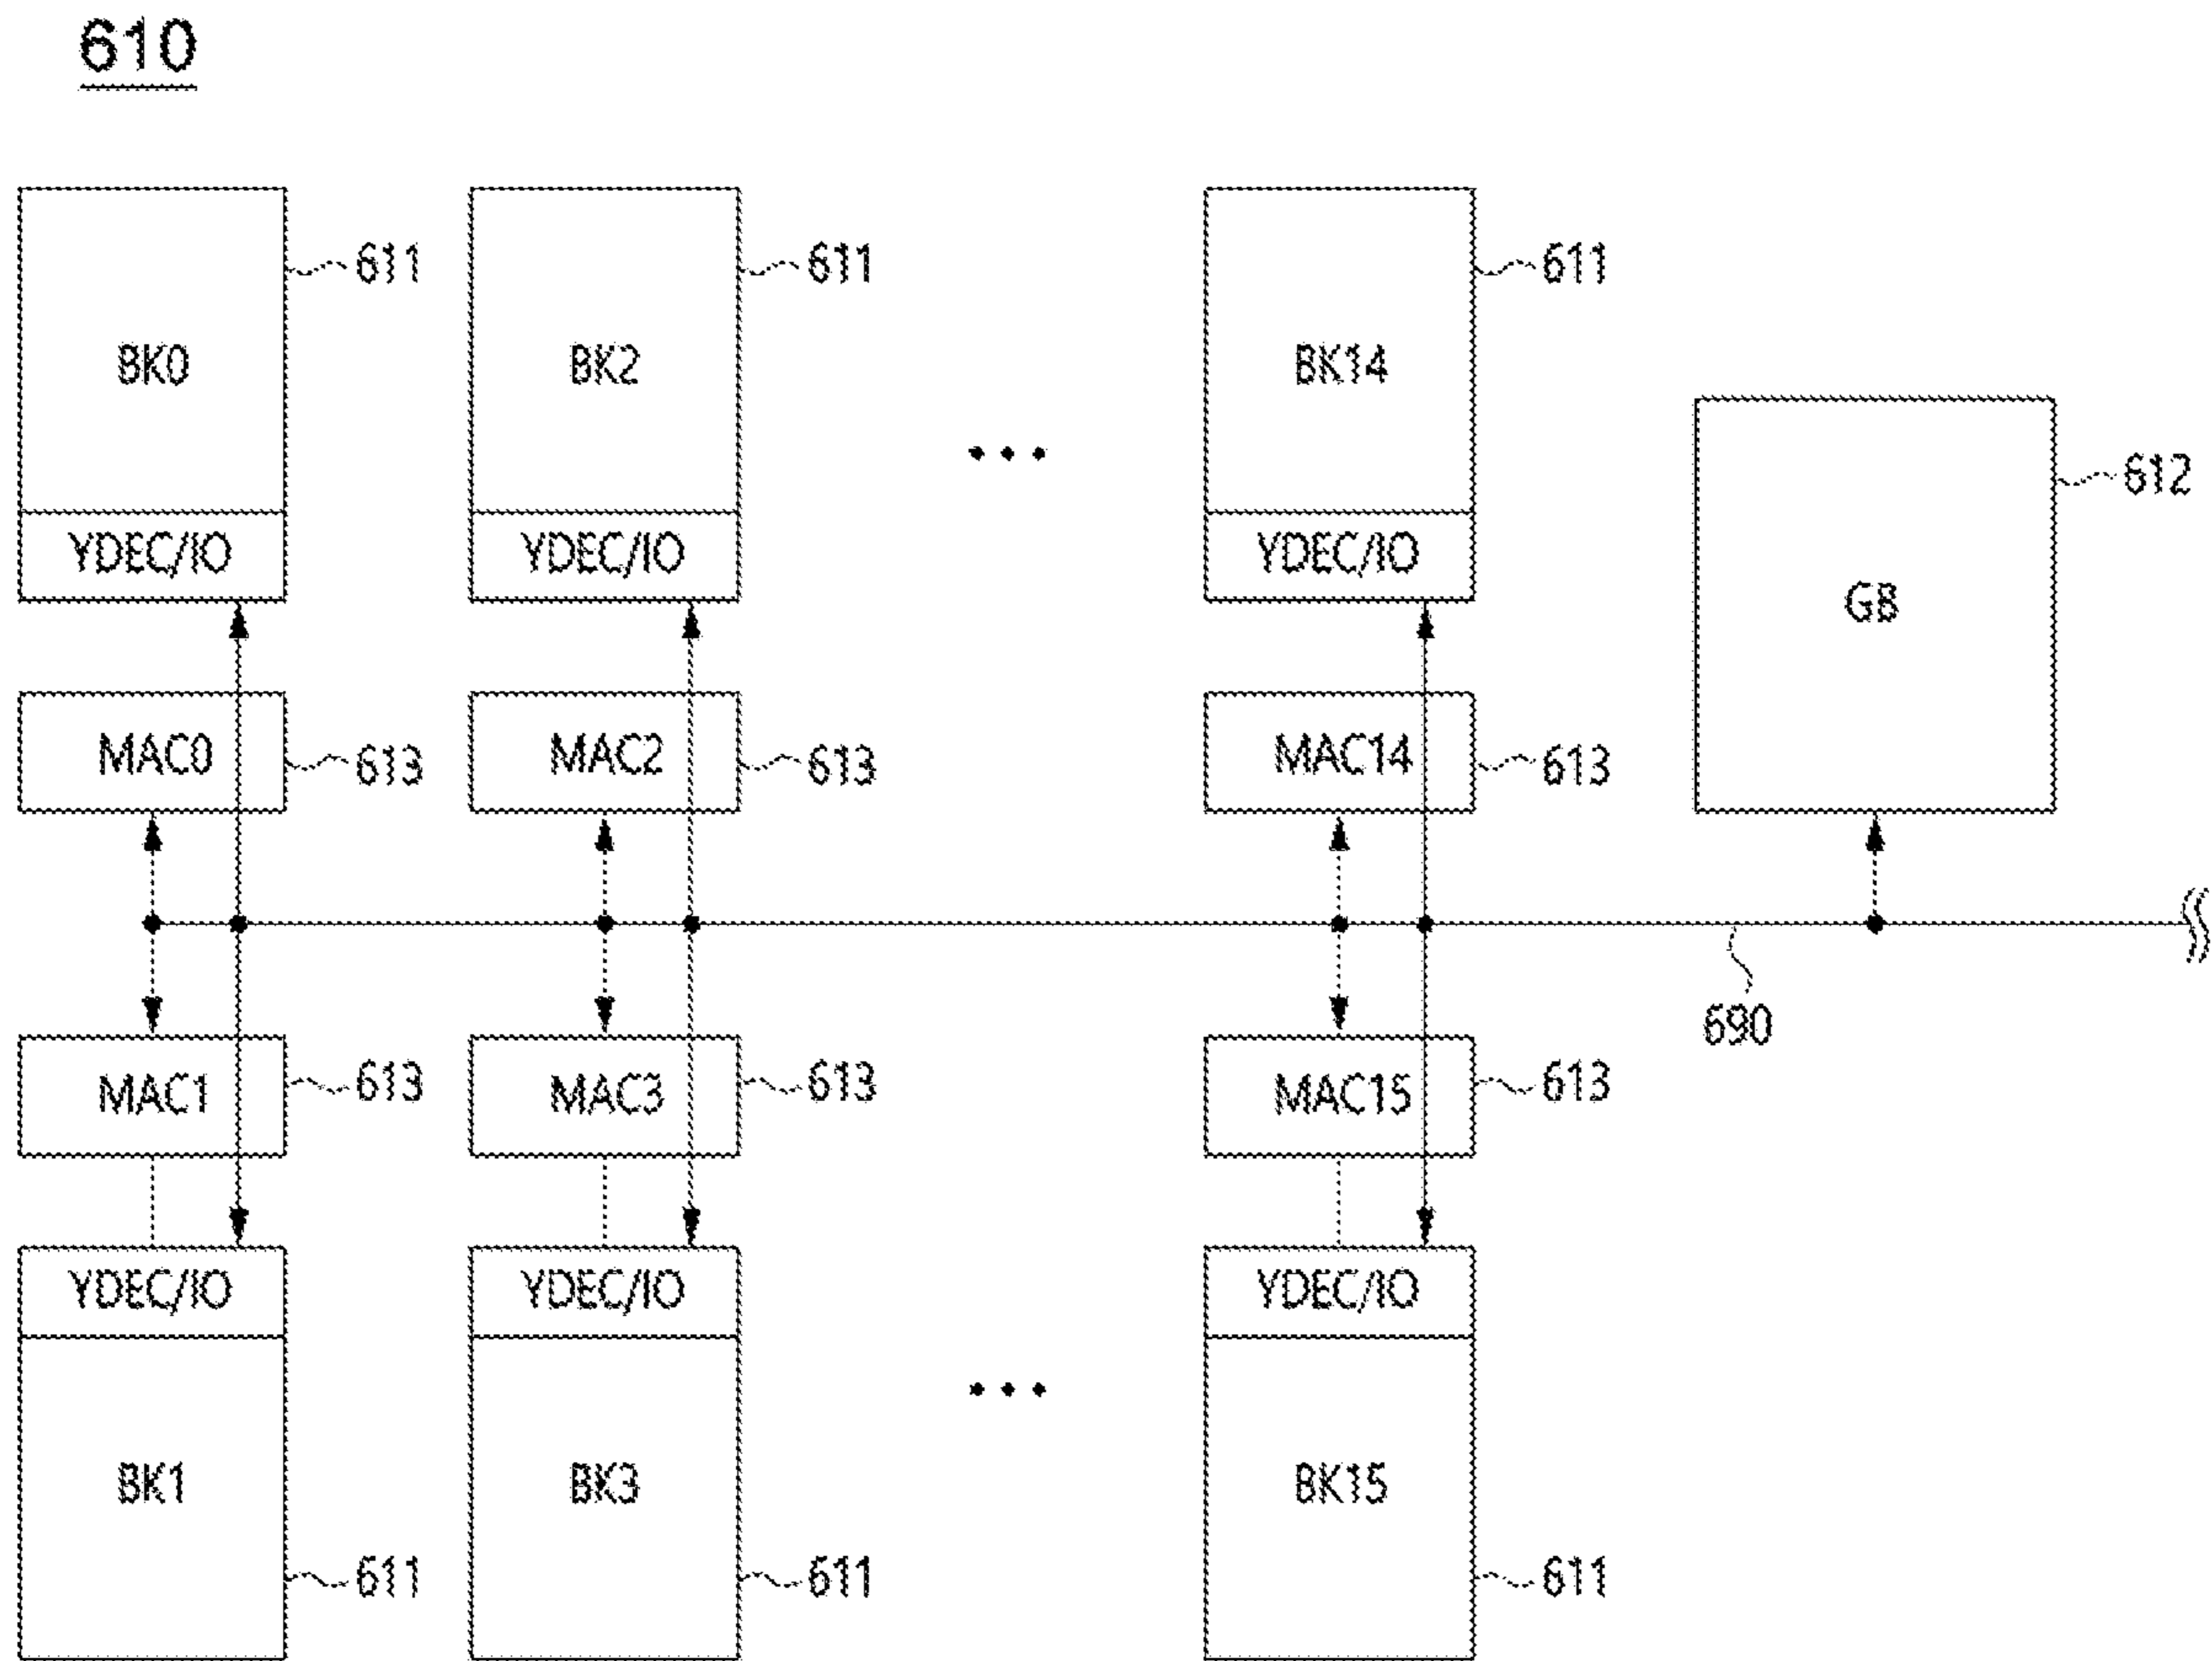 610
611
611
611
BK0
BK2
BK14
612
YDEC/IO
YDEC/IO
YDEC/IO
GB
MAC0
613
MAC2
613
MAC14
613
690
MAC1
613
MAC3
613
MAC15
613
YDEC/IO
YDEC/IO
YDEC/IO
BK1
BK3
BK15
611
611
611